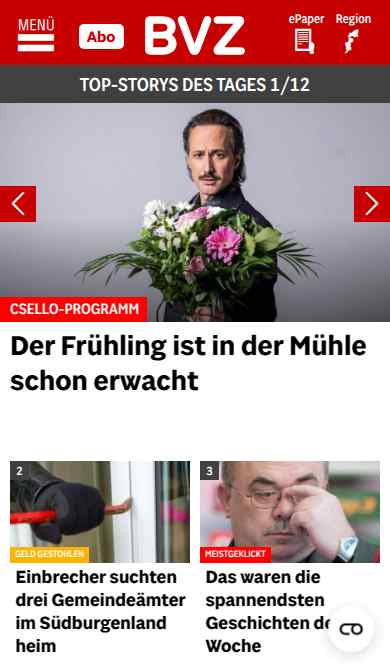 MENÜ
Abo
BVZ
ePaper
Region
TOP-STORYS DES TAGES 1/12
CSELLO-PROGRAMM
Der Frühling ist in der Mühle
schon erwacht
2
GELD GESTOHLEN
Einbrecher suchten
drei Gemeindeämter
im Südburgenland
heim
3
MEISTGEKLICKT
Das waren die
spannendsten
Geschichten de
Woche